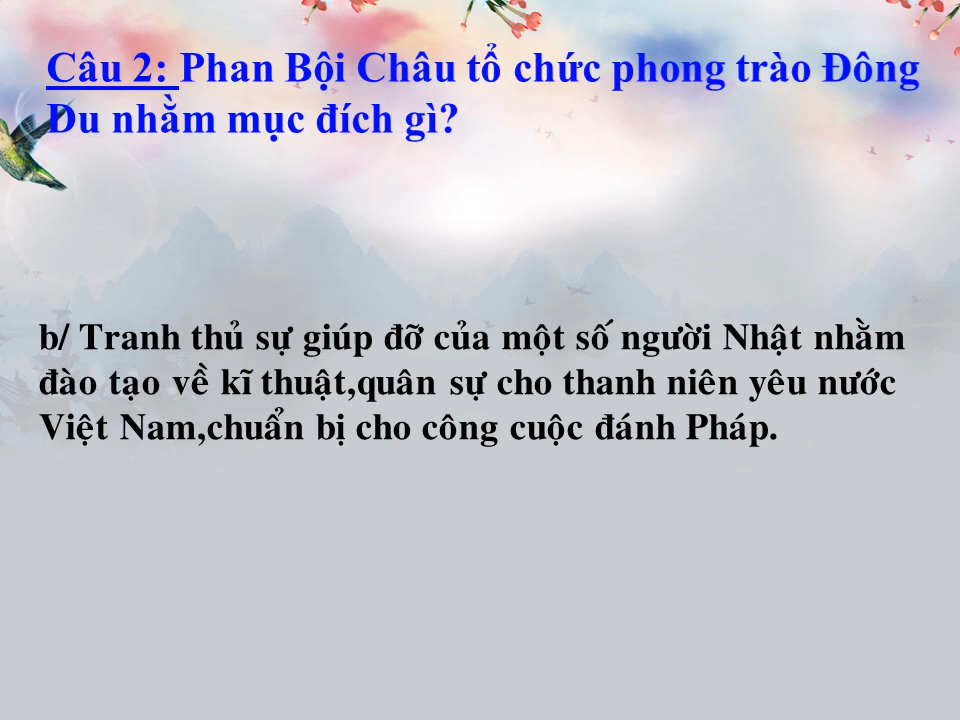 Câu 2: Phan Bội Châu tổ chức phong trào Đông
Du nhằm mục đích gì?
b/ Tranh thủ sự giúp đỡ của một số người Nhật nhằm
đào tạo về kĩ thuật,quân sự cho thanh niên yêu nước
Việt Nam,chuẩn bị cho công cuộc đánh Pháp.